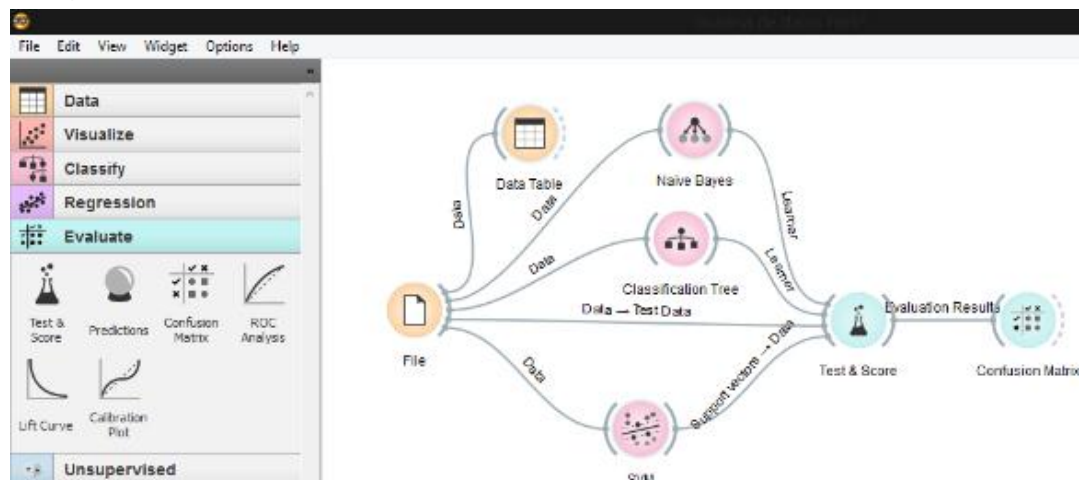 File Edit View Widget Options Help
Data
Visualize
Classify
Regression
Evaluate
Test & Score
Predictions
Confusion Matrix
ROC Analysis
Lift Curve
Calibration Plot
Unsupervised
Data Table
Naive Bayes
Data
Data
Learner
Data
Classification Tree
Learner
Data → Test Data
Evaluation Results
File
Data
Support vectors → Data
Test & Score
Confusion Matrix
SVM